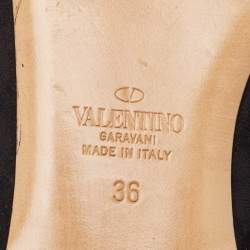 VALENTINO
GARAVANI
MADE IN ITALY
36